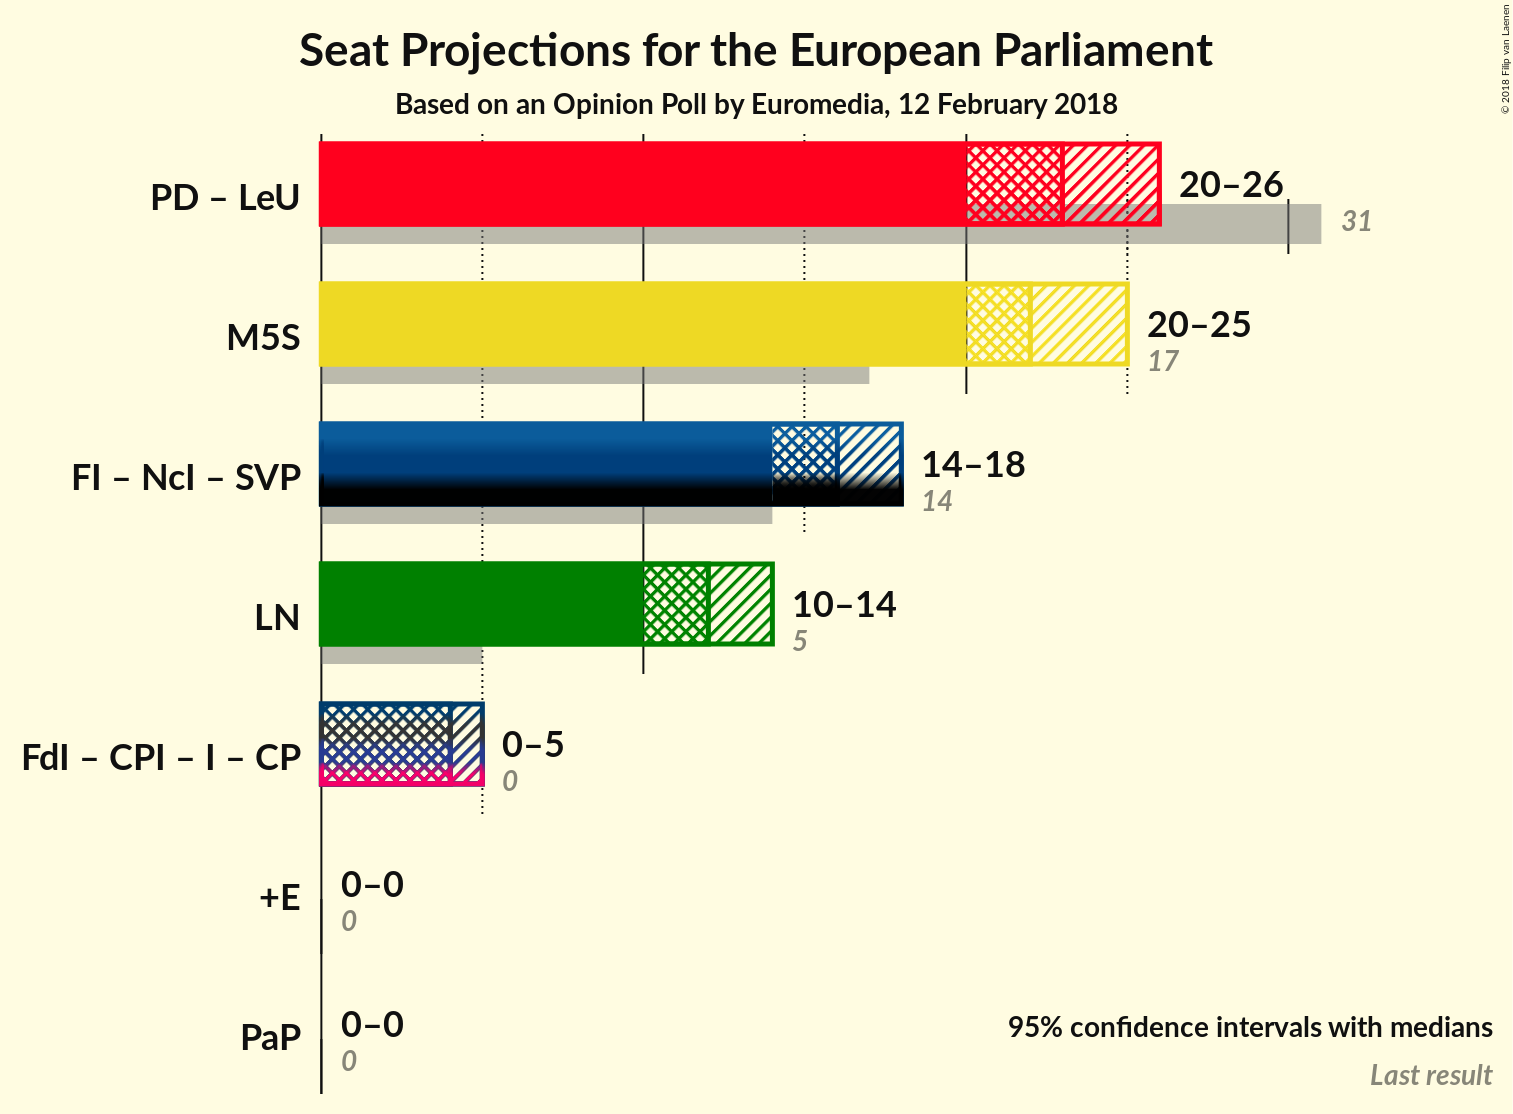 Seat Projections for the European Parliament
Based on an Opinion Poll by Euromedia, 12 February 2018
© 2018 Filip van Laenen
PD – LeU
20–26
31
M5S
20–25
17
FI – NcI – SVP
14–18
14
LN
10–14
5
FdI – CPI – I – CP
0–5
0
+E
0–0
0
PaP
0–0
0
95% confidence intervals with medians
Last result